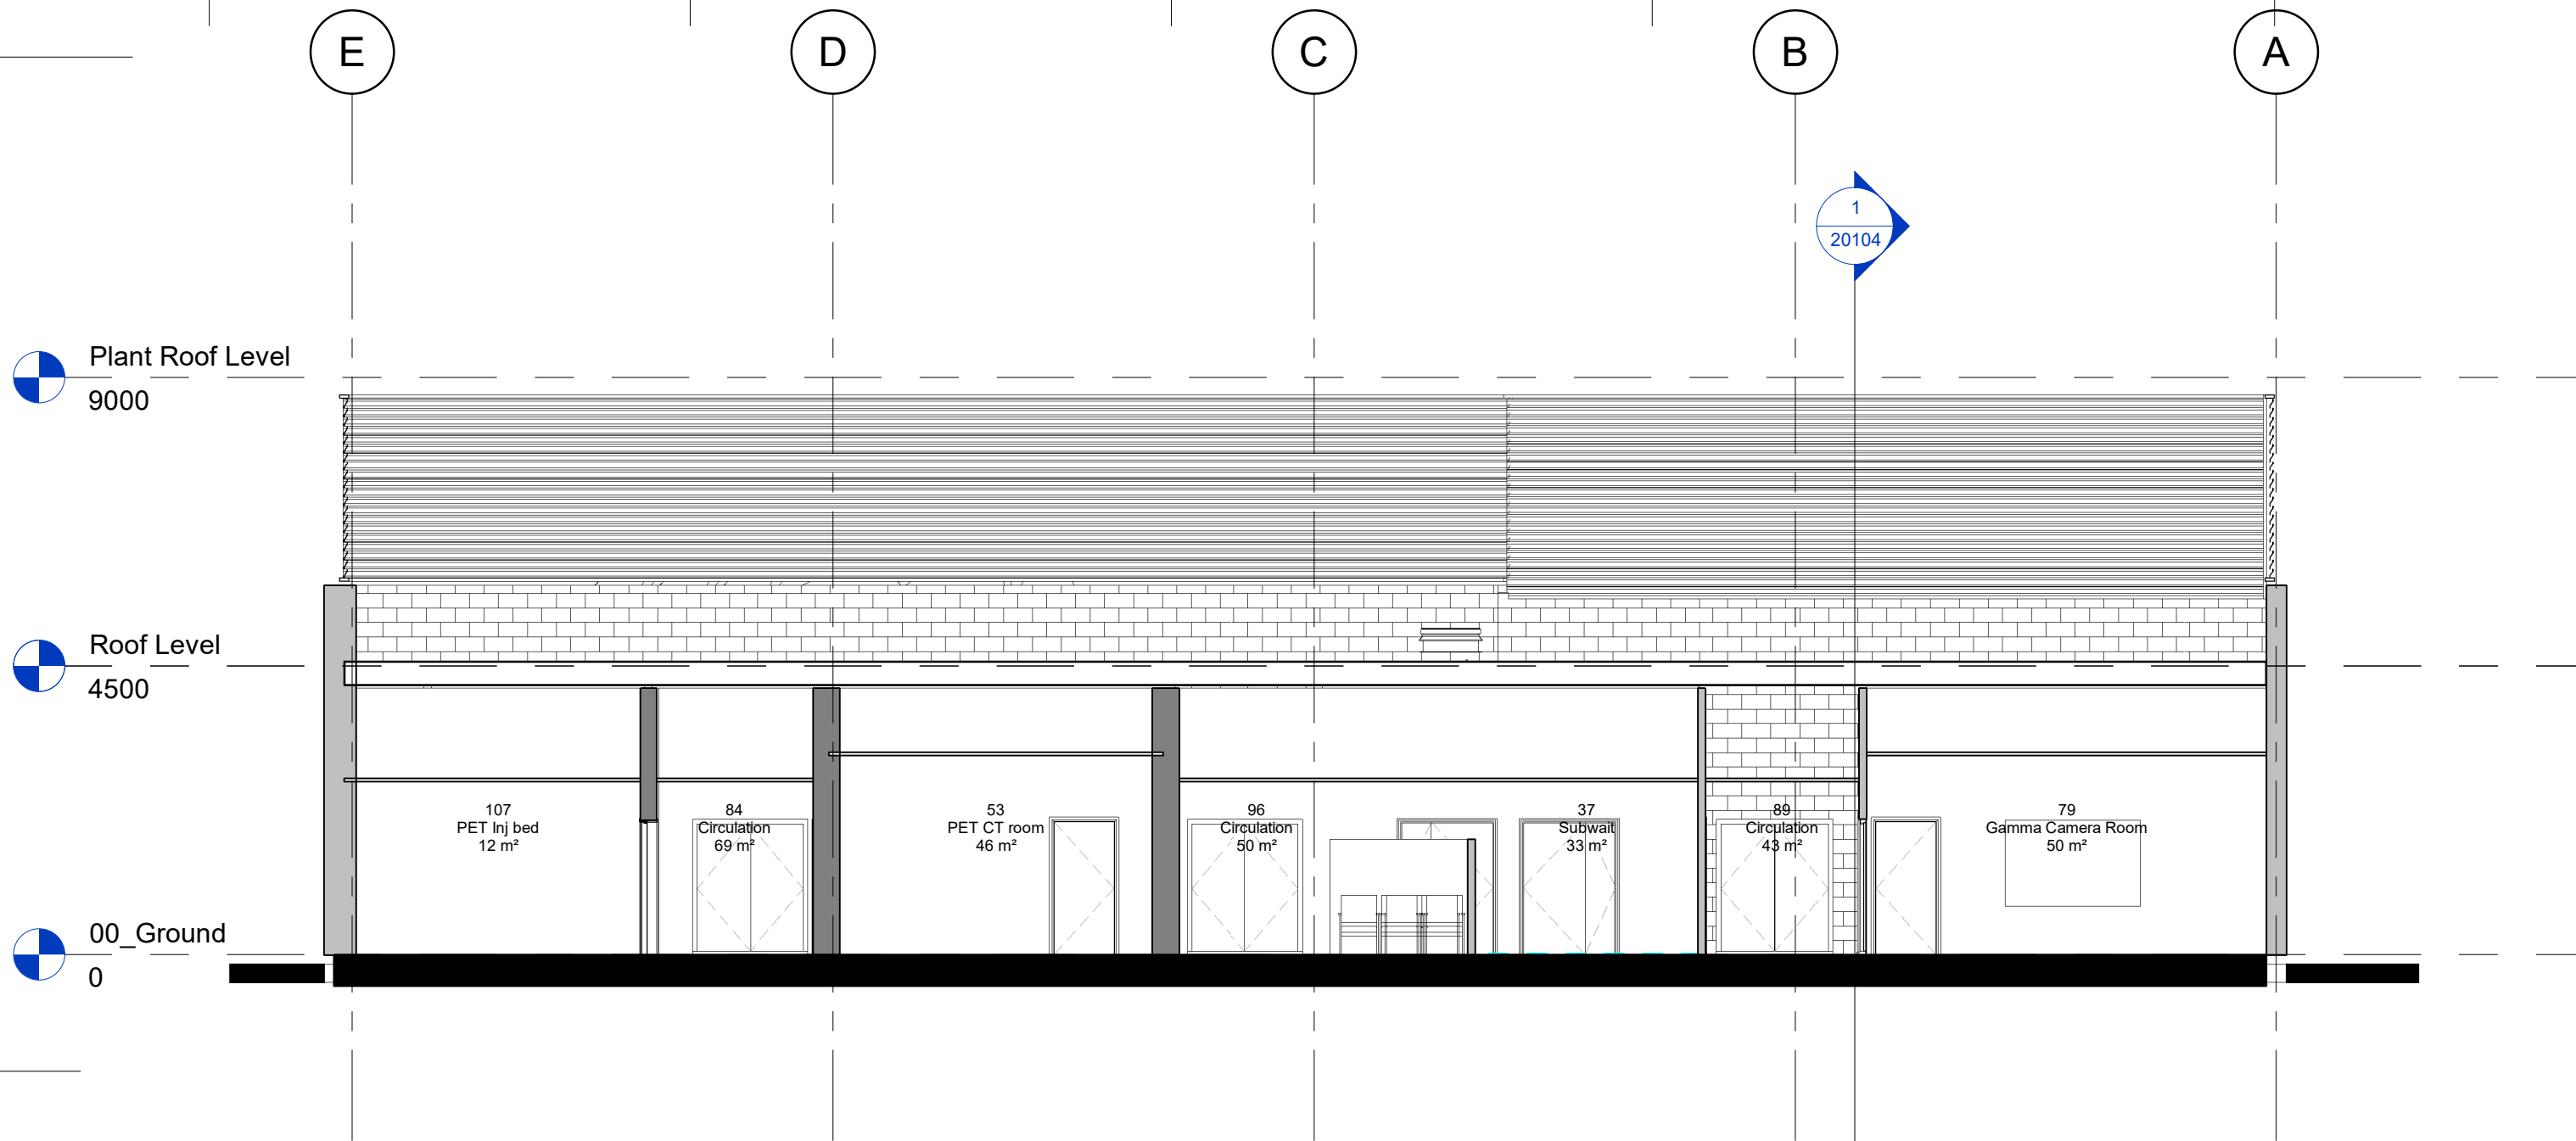 E
D
C
B
A
1
20104
Plant Roof Level
9000
Roof Level
4500
107
PET Inj bed
12 m²
84
Circulation
69 m²
53
PET CT room
46 m²
96
Circulation
50 m²
37
Subwait
33 m²
89
Circulation
43 m²
79
Gamma Camera Room
50 m²
00_Ground
0